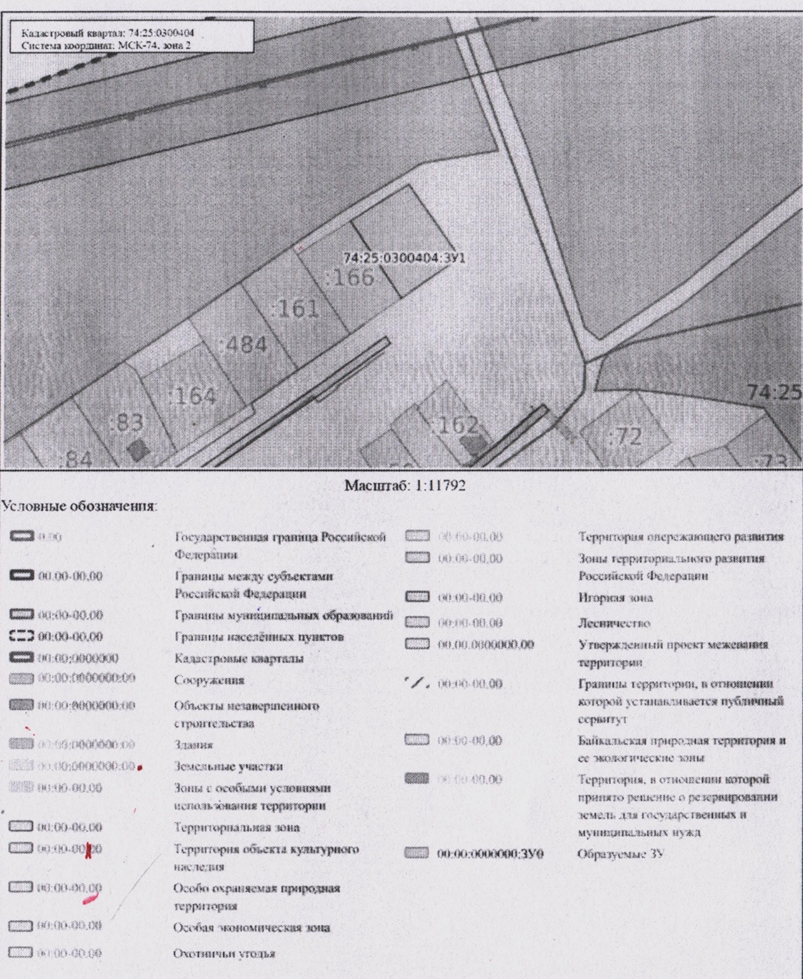 Кадастровый квартал: 74:25:0300404
Система координат: МСК-74, зона 2
74:25:0300404:ЗУ1
:166
:161
:484
:164
:83
:84
:162
:72
:73
74:25
Масштаб: 1:11792
Условные обозначения:
0.00
Государственная граница Российской
Федерации
00.00-00.00
Границы между субъектами
Российской Федерации
00:00-00.00
Границы муниципальных образований
00:00-00.00
Границы населённых пунктов
00:00:0000000
Кадастровые кварталы
00:00:0000000:00
Сооружения
00:00:0000000:00
Объекты незавершенного
строительства
00:00:0000000:00
Здания
00:00:0000000:00
Земельные участки
00:00-00.00
Зоны с особыми условиями
использования территории
00:00-00.00
Территориальная зона
00:00-00.00
Территория объекта культурного
наследия
00:00-00.00
Особо охраняемая природная
территория
00:00-00.00
Особая экономическая зона
00:00-00.00
Охотничьи угодья
00:00-00.00
Территория опережающего развития
00:00-00.00
Зоны территориального развития
Российской Федерации
00:00-00.00
Игорная зона
00:00-00.00
Лесничество
00.00.0000000.00
Утвержденный проект межевания
территории
00:00-00.00
Границы территории, в отношении
которой устанавливается публичный
сервитут
00:00-00.00
Байкальская природная территория и
ее экологические зоны
00:00-00.00
Территория, в отношении которой
принято решение о резервировании
земель для государственных и
муниципальных нужд
00:00:0000000:ЗУ0
Образуемые ЗУ